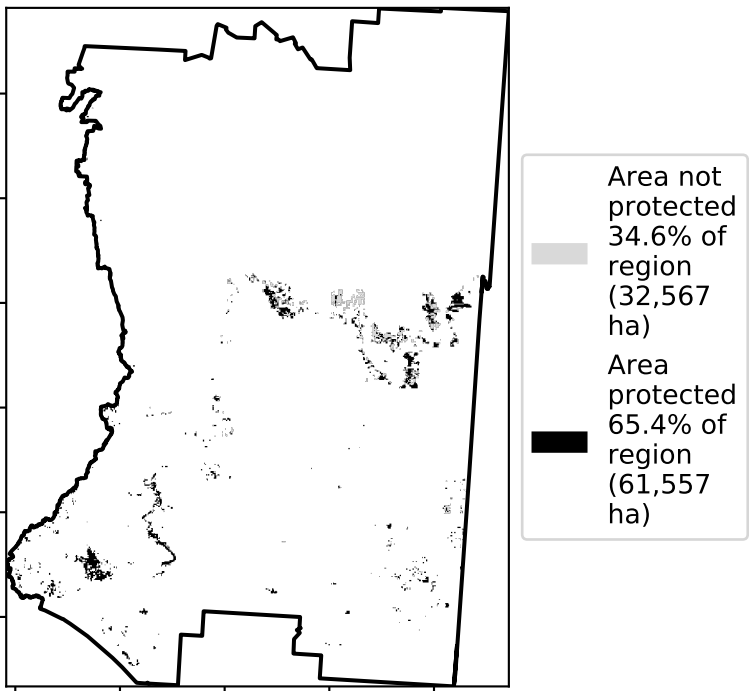 Area not
protected
34.6% of
region
(32,567
ha)
Area
protected
65.4% of
region
(61,557
ha)